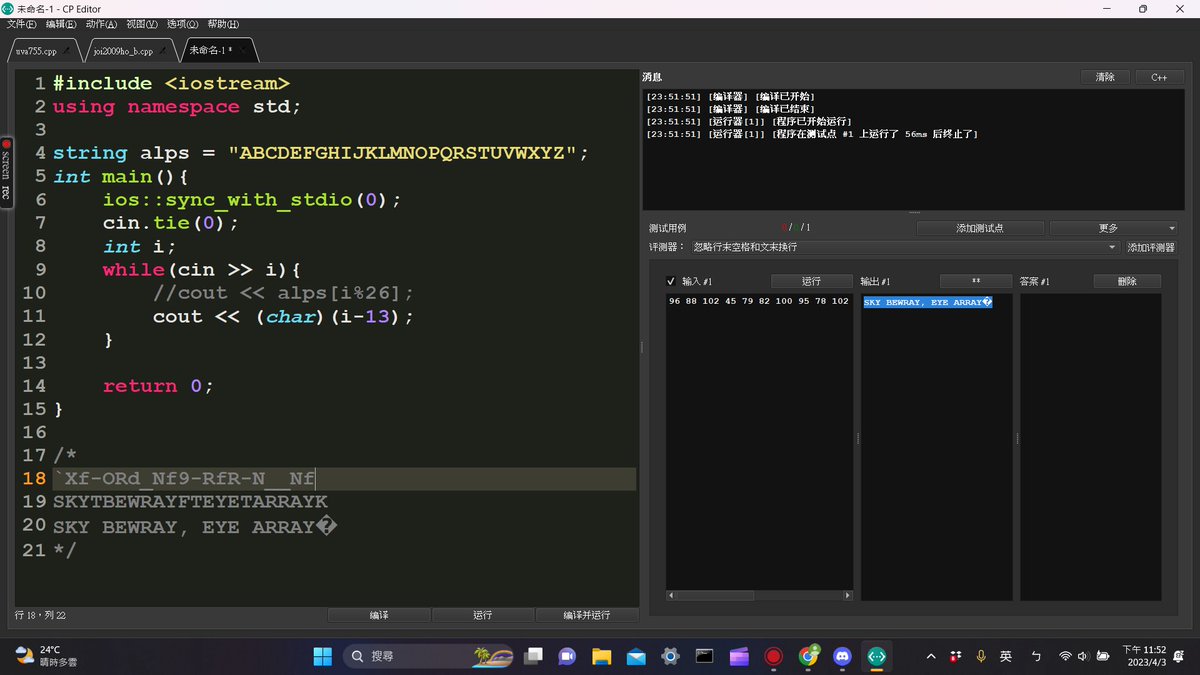 未命名-1 - CP Editor
文件(F) 编辑(E) 动作(A) 视图(V) 选项(O) 帮助(H)
uva755.cpp
joi2009ho_b.cpp
未命名-1 *
screen rec
1 #include <iostream>
2 using namespace std;
3
4 string alps = "ABCDEFGHIJKLMNOPQRSTUVWXYZ";
5 int main(){
6 ios::sync_with_stdio(0);
7 cin.tie(0);
8 int i;
9 while(cin >> i){
10 //cout << alps[i%26];
11 cout << (char)(i-13);
12 }
13
14 return 0;
15 }
16
17 /*
18 `Xf-ORd_Nf9-RfR-N__Nf
19 SKYTBEWRAYFTEYETARRAYK
20 SKY BEWRAY, EYE ARRAY�
21 */
行 18,列 22
编译
运行
编译并运行
消息
清除
C++
[23:51:51] [编译器] [编译已开始]
[23:51:51] [编译器] [编译已结束]
[23:51:51] [运行器[1]] [程序已开始运行]
[23:51:51] [运行器[1]] [程序在测试点 #1 上运行了 56ms 后终止了]
测试用例
0/0/1
添加测试点
更多
评测器:
忽略行末空格和文末换行
添加评测器
输入 #1
运行
输出 #1
**
答案 #1
删除
96 88 102 45 79 82 100 95 78 102
SKY BEWRAY, EYE ARRAY�
24°C
晴時多雲
搜尋
英
ㄅ
下午 11:52
2023/4/3